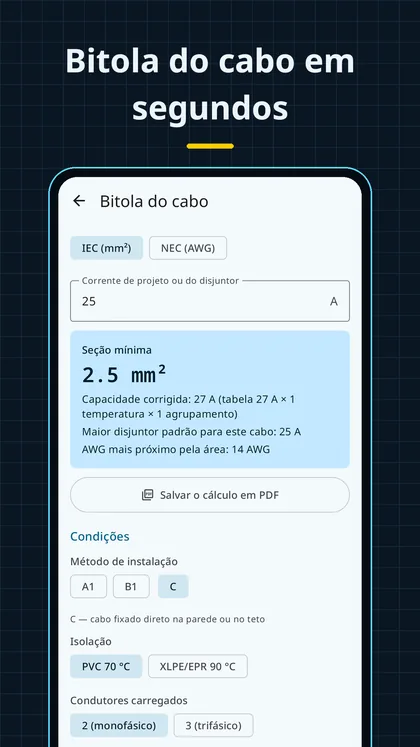 Bitola do cabo em
segundos
Bitola do cabo
IEC (mm²)
NEC (AWG)
Corrente de projeto ou do disjuntor
25
A
Seção mínima
2.5 mm²
Capacidade corrigida: 27 A (tabela 27 A × 1
temperatura × 1 agrupamento)
Maior disjuntor padrão para este cabo: 25 A
AWG mais próximo pela área: 14 AWG
Salvar o cálculo em PDF
Condições
Método de instalação
A1
B1
C
C — cabo fixado direto na parede ou no teto
Isolação
PVC 70 °C
XLPE/EPR 90 °C
Condutores carregados
2 (monofásico)
3 (trifásico)